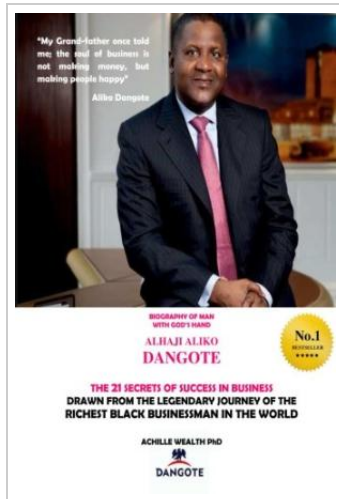 "My Grand-father once told
me; the soul of business is
not making money, but
making people happy"
Aliko Dangote
BIOGRAPHY OF MAN
WITH GOD'S HAND
ALHAJI ALIKO
DANGOTE
No.1
BESTSELLER
THE 21 SECRETS OF SUCCESS IN BUSINESS
DRAWN FROM THE LEGENDARY JOURNEY OF THE
RICHEST BLACK BUSINESSMAN IN THE WORLD
ACHILLE WEALTH PhD
DANGOTE